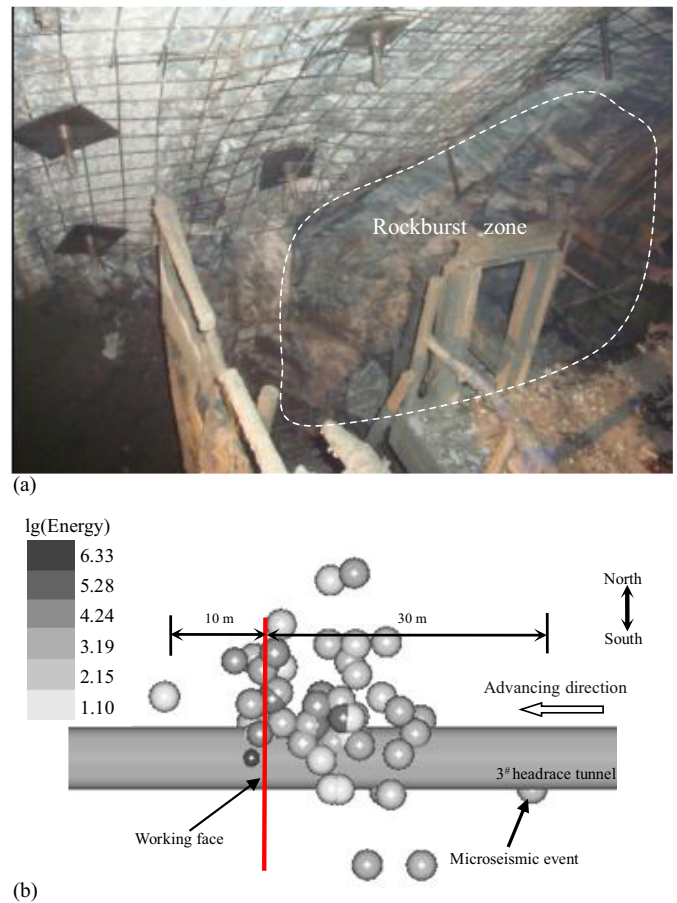 Rockburst zone
(a)
lg(Energy)
6.33
5.28
4.24
3.19
2.15
1.10
10 m
30 m
North
South
Advancing direction
3# headrace tunnel
Working face
Microseismic event
(b)